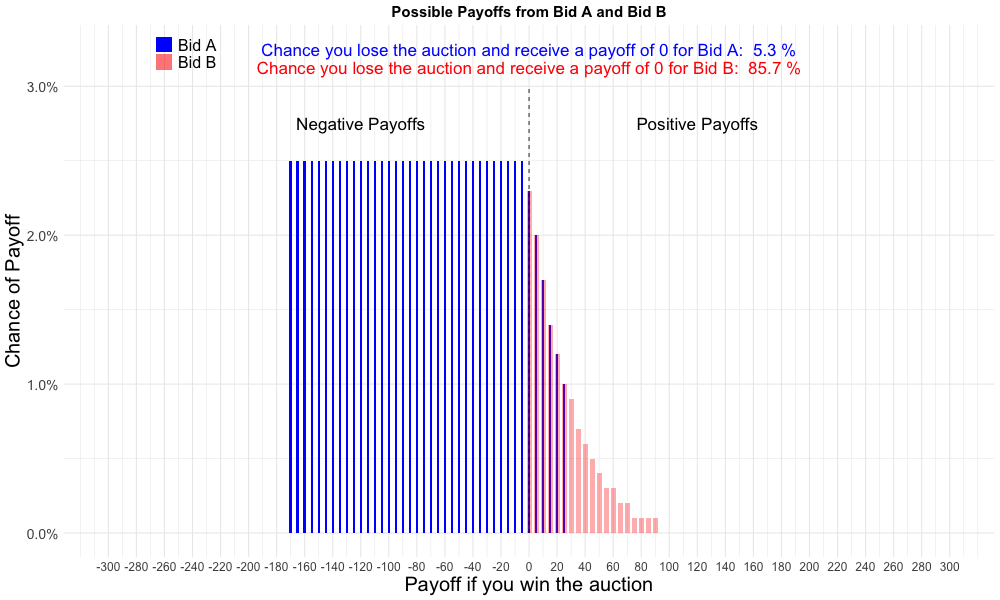 Possible Payoffs from Bid A and Bid B
Bid A
Bid B
Chance you lose the auction and receive a payoff of 0 for Bid A: 5.3 %
Chance you lose the auction and receive a payoff of 0 for Bid B: 85.7 %
Negative Payoffs
Positive Payoffs
Chance of Payoff
3.0%
2.0%
1.0%
0.0%
-300 -280 -260 -240 -220 -200 -180 -160 -140 -120 -100 -80 -60 -40 -20 0 20 40 60 80 100 120 140 160 180 200 220 240 260 280 300
Payoff if you win the auction